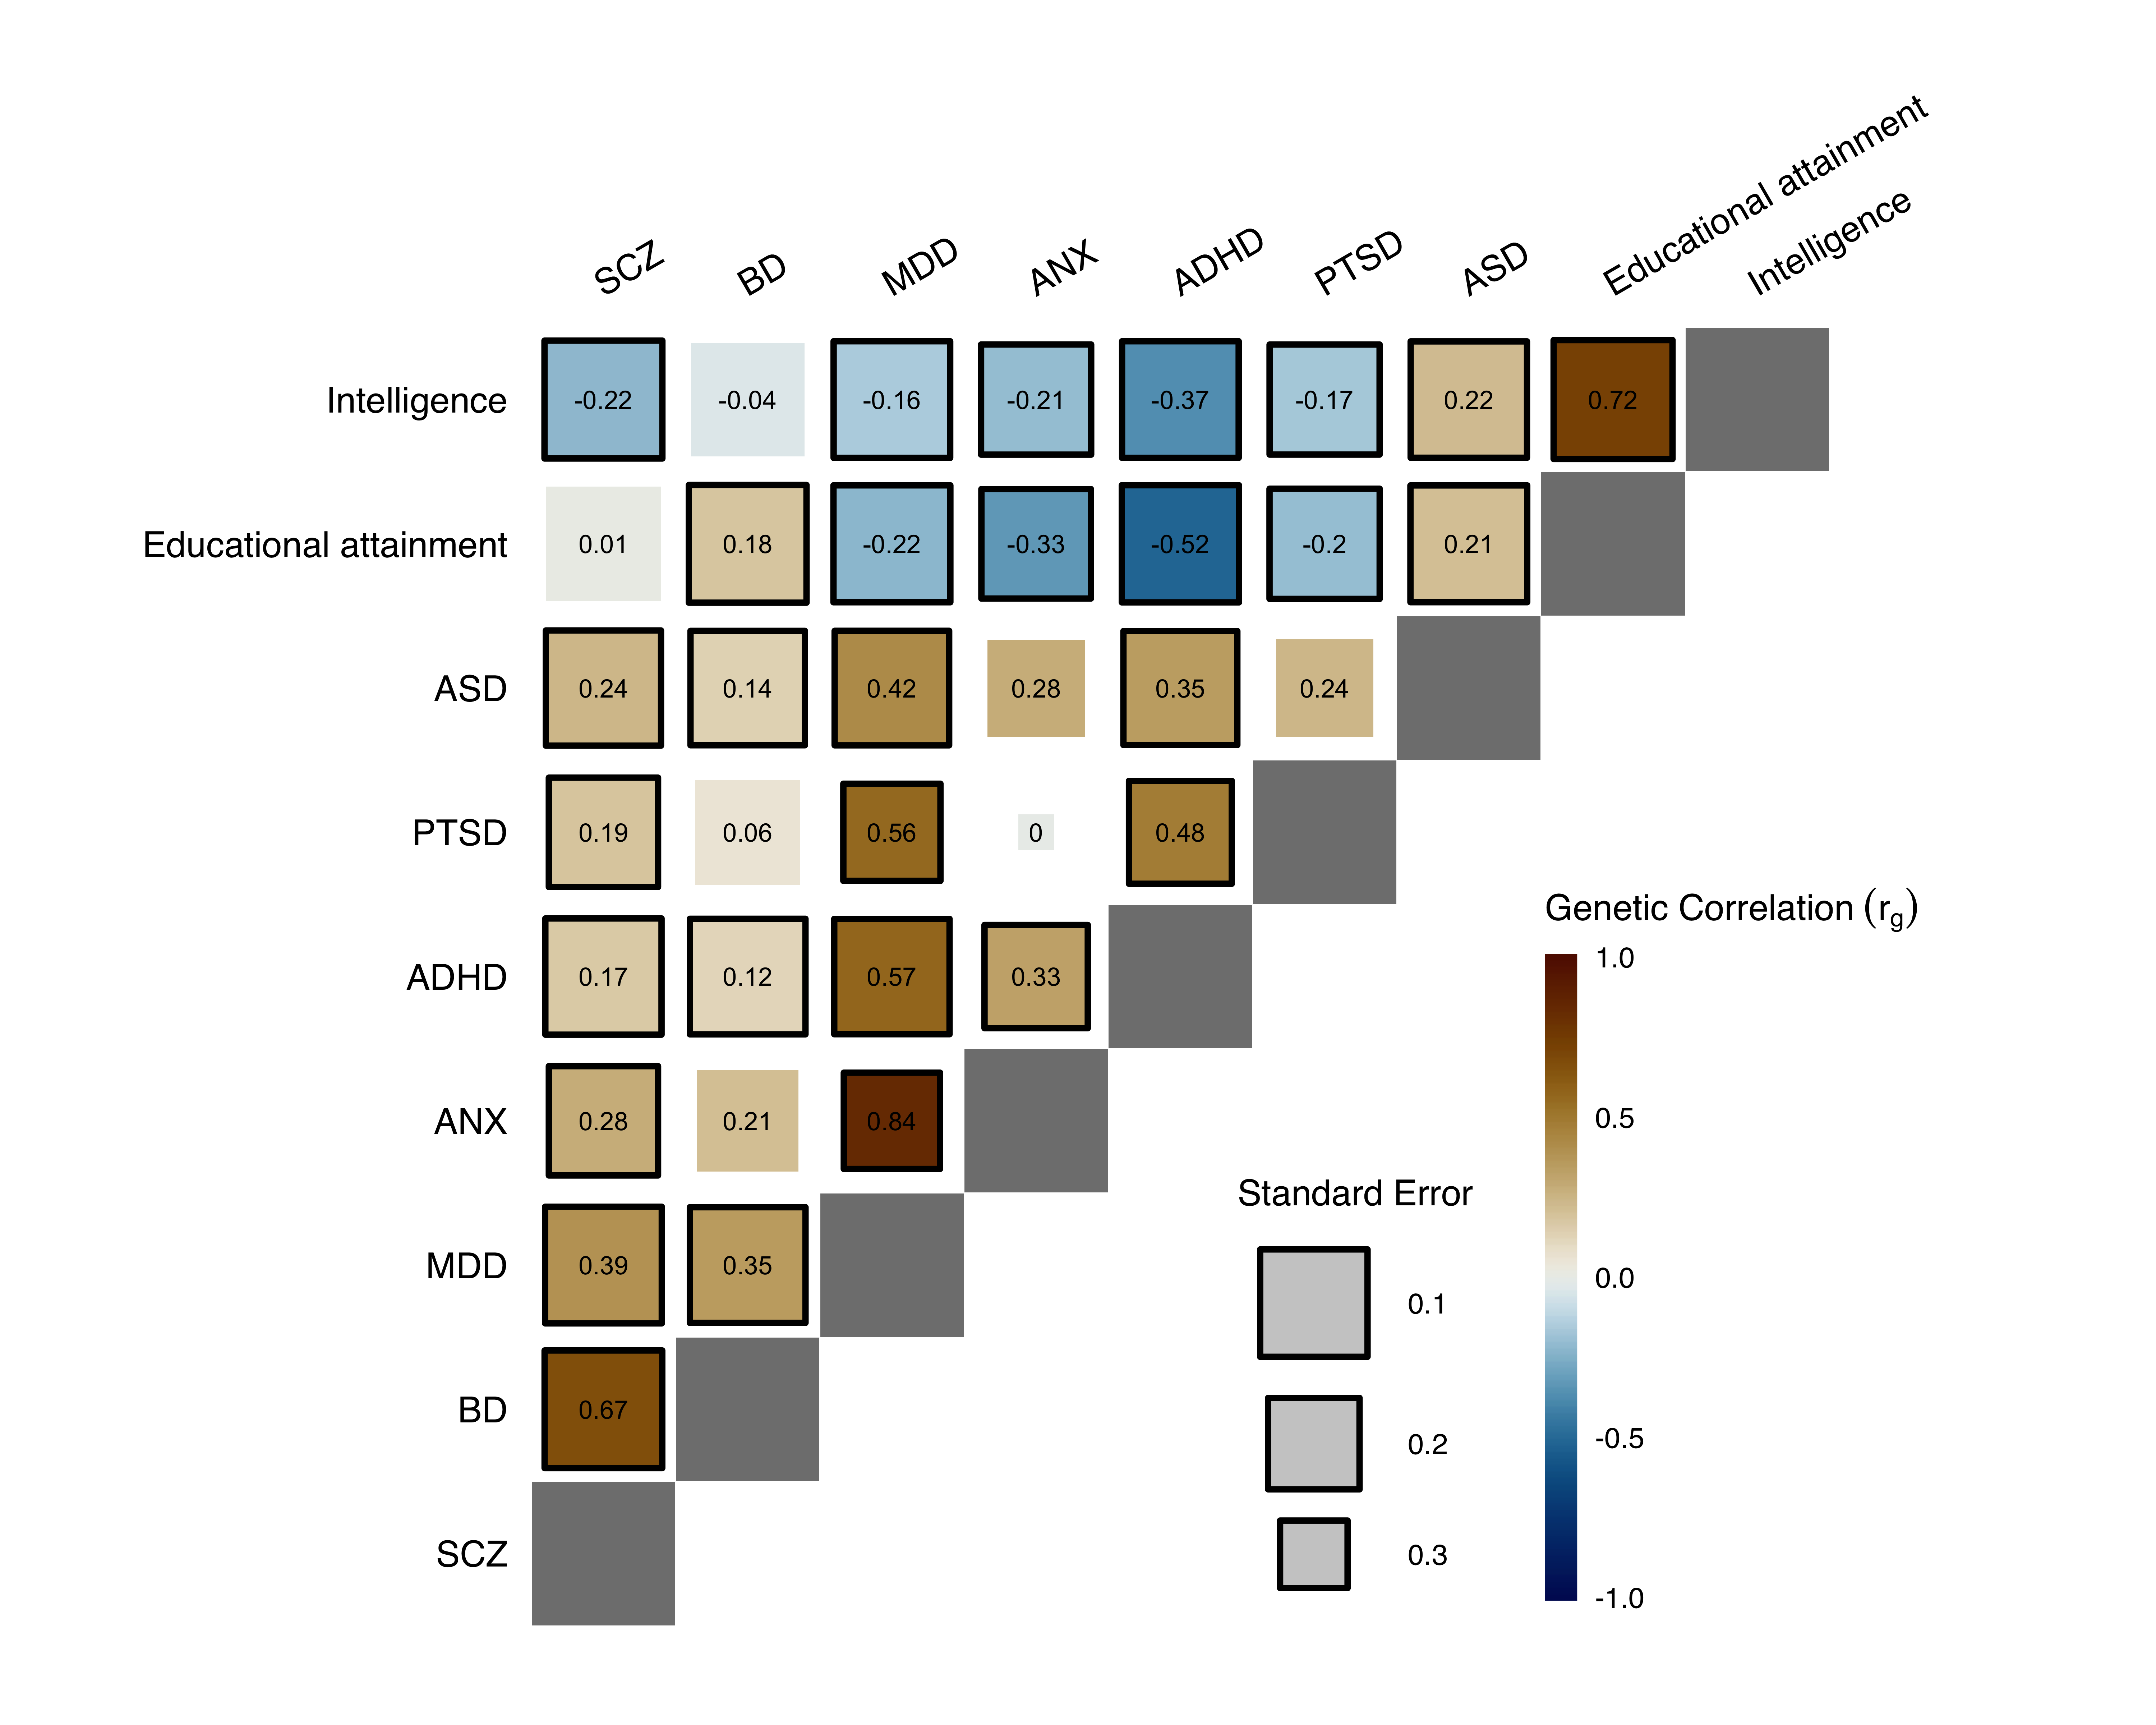 SCZ BD MDD ANX ADHD PTSD ASD Educational attainment Intelligence
Intelligence -0.22 -0.04 -0.16 -0.21 -0.37 -0.17 0.22 0.72
Educational attainment 0.01 0.18 -0.22 -0.33 -0.52 -0.2 0.21
ASD 0.24 0.14 0.42 0.28 0.35 0.24
PTSD 0.19 0.06 0.56 0 0.48
ADHD 0.17 0.12 0.57 0.33
ANX 0.28 0.21 0.84
MDD 0.39 0.35
BD 0.67
SCZ
Standard Error
0.1
0.2
0.3
Genetic Correlation (rg)
1.0
0.5
0.0
-0.5
-1.0